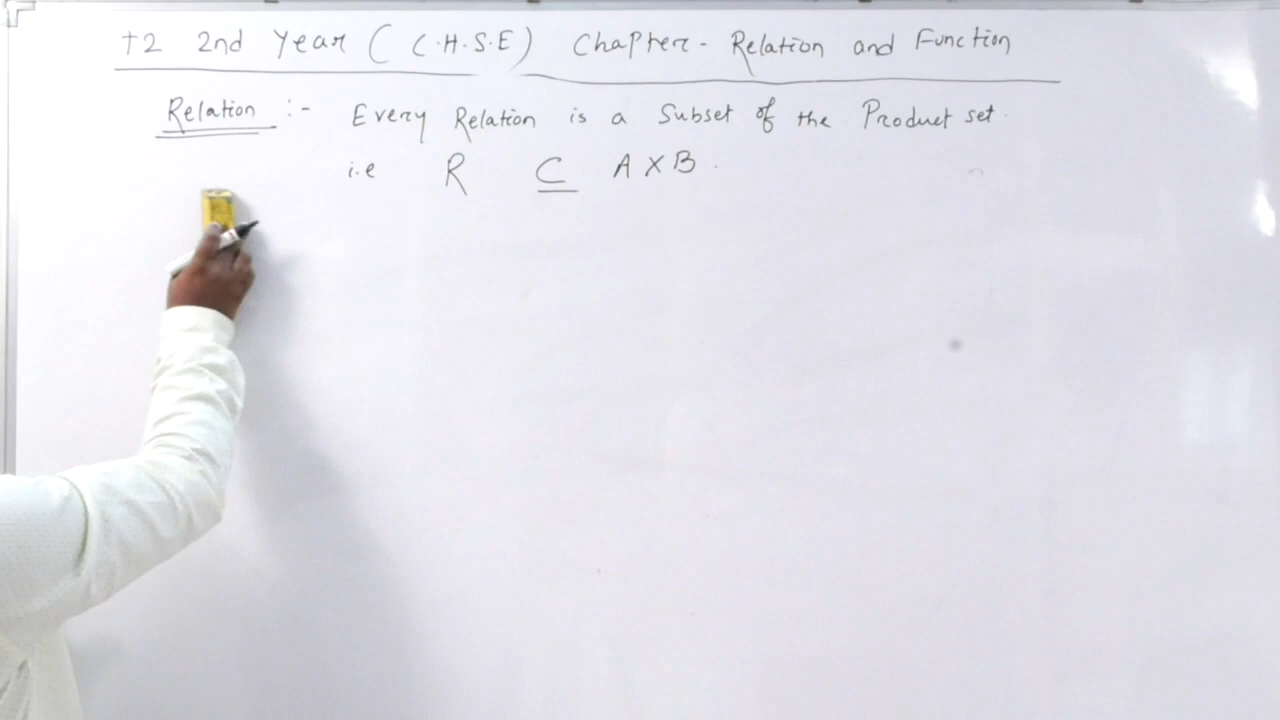 +2 2nd Year ( C.H.S.E) Chapter - Relation and Function
Relation :- Every Relation is a Subset of the Product set.
i.e R ⊆ A X B.